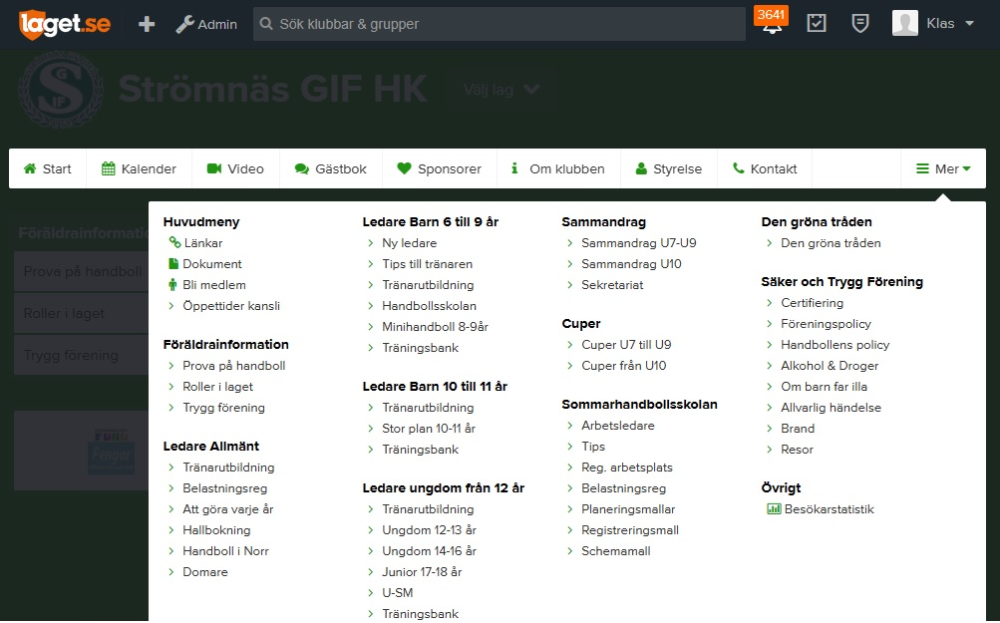 laget.se
Admin
Sök klubbar & grupper
3641
Klas
S G IF
Strömnäs GIF HK
Välj lag
Start
Kalender
Video
Gästbok
Sponsorer
Om klubben
Styrelse
Kontakt
Mer
Föräldrainformatio
Prova på handboll
Roller i laget
Trygg förening
Pengar
Huvudmeny
Länkar
Dokument
Bli medlem
Öppettider kansli
Föräldrainformation
Prova på handboll
Roller i laget
Trygg förening
Ledare Allmänt
Tränarutbildning
Belastningsreg
Att göra varje år
Hallbokning
Handboll i Norr
Domare
Ledare Barn 6 till 9 år
Ny ledare
Tips till tränaren
Tränarutbildning
Handbollsskolan
Minihandboll 8-9år
Träningsbank
Ledare Barn 10 till 11 år
Tränarutbildning
Stor plan 10-11 år
Träningsbank
Ledare ungdom från 12 år
Tränarutbildning
Ungdom 12-13 år
Ungdom 14-16 år
Junior 17-18 år
U-SM
Träningsbank
Sammandrag
Sammandrag U7-U9
Sammandrag U10
Sekretariat
Cuper
Cuper U7 till U9
Cuper från U10
Sommarhandbollsskolan
Arbetsledare
Tips
Reg. arbetsplats
Belastningsreg
Planeringsmallar
Registreringsmall
Schemamall
Den gröna tråden
Den gröna tråden
Säker och Trygg Förening
Certifiering
Föreningspolicy
Handbollens policy
Alkohol & Droger
Om barn far illa
Allvarlig händelse
Brand
Resor
Övrigt
Besökarstatistik